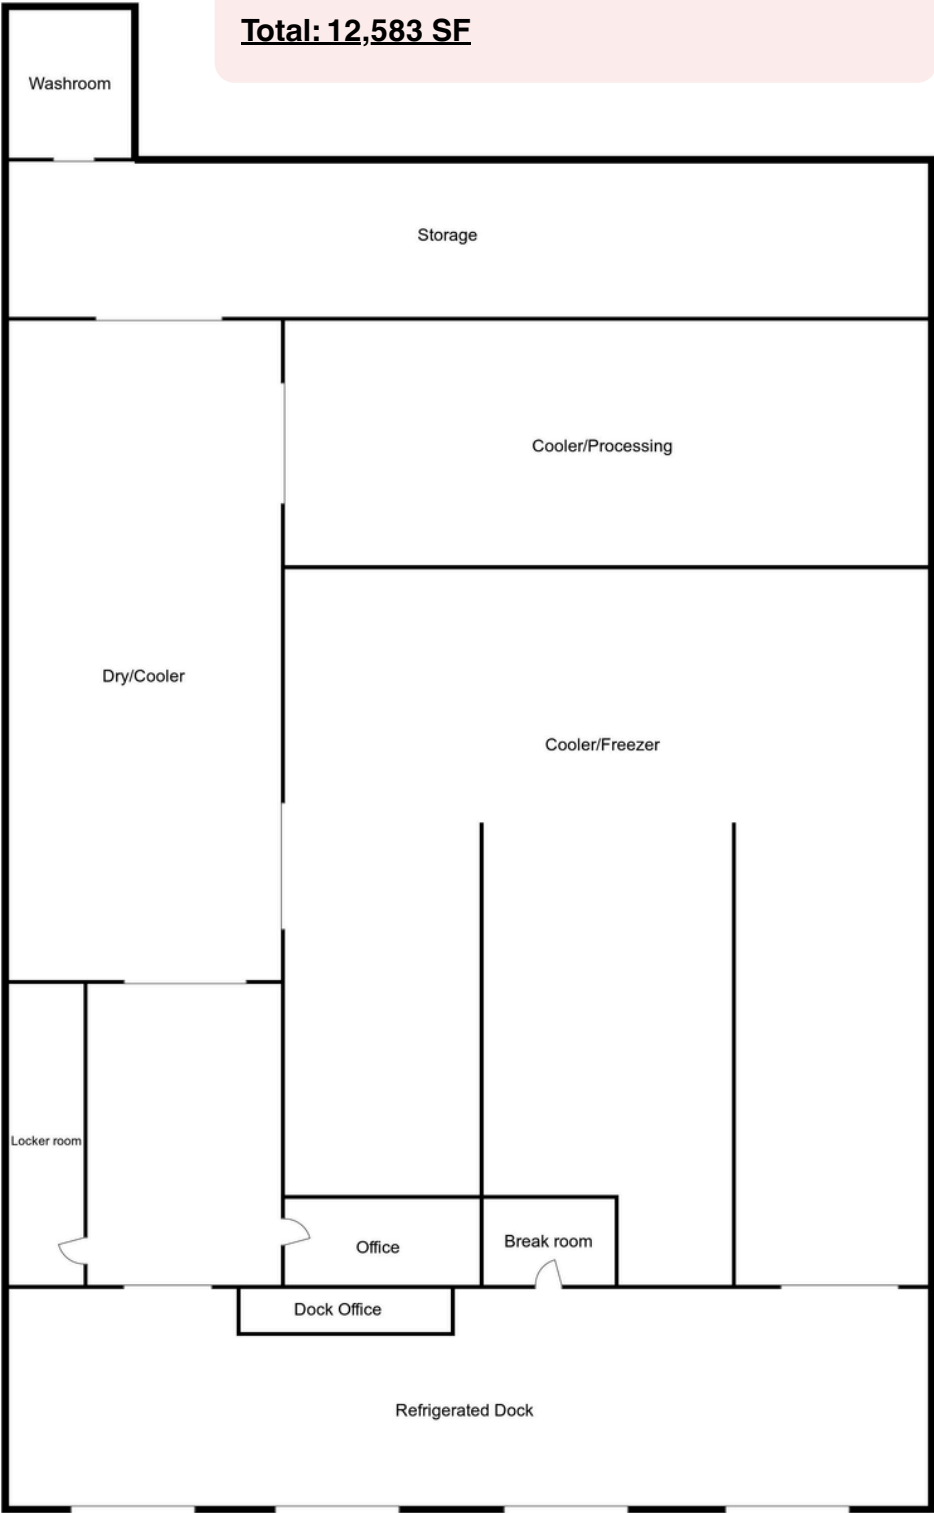 Total: 12,583 SF
Washroom
Storage
Cooler/Processing
Dry/Cooler
Cooler/Freezer
Locker room
Office
Break room
Dock Office
Refrigerated Dock